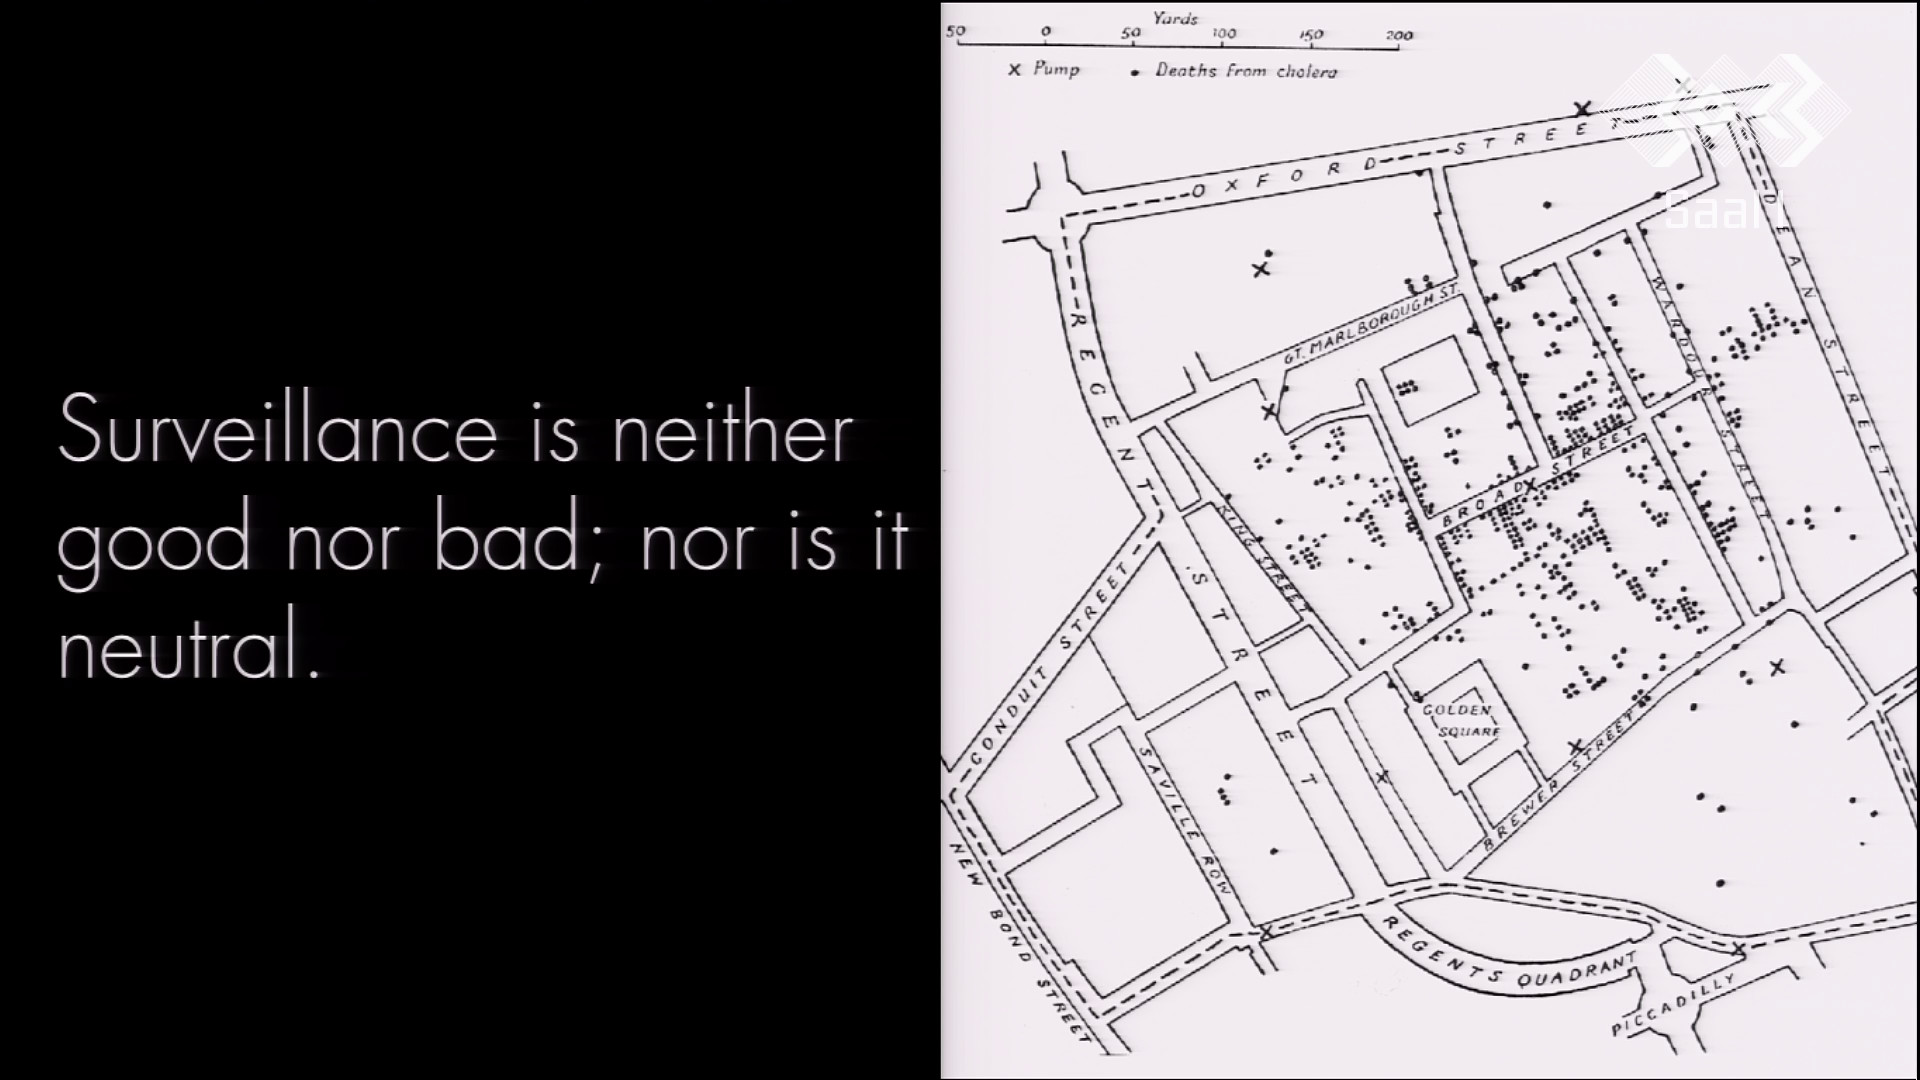 Surveillance is neither
good nor bad; nor is it
neutral.
Yards
50 0 50 100 150 200
x Pump • Deaths from cholera
OXFORD STREET
Saal 1
DEAN STREET
REGENT STREET
GT. MARLBOROUGH ST.
WARDOUR STREET
BROAD STREET
KING STREET
CONDUIT STREET
GOLDEN
SQUARE
SAVILLE ROW
BREWER STREET
NEW BOND STREET
REGENTS QUADRANT
PICCADILLY